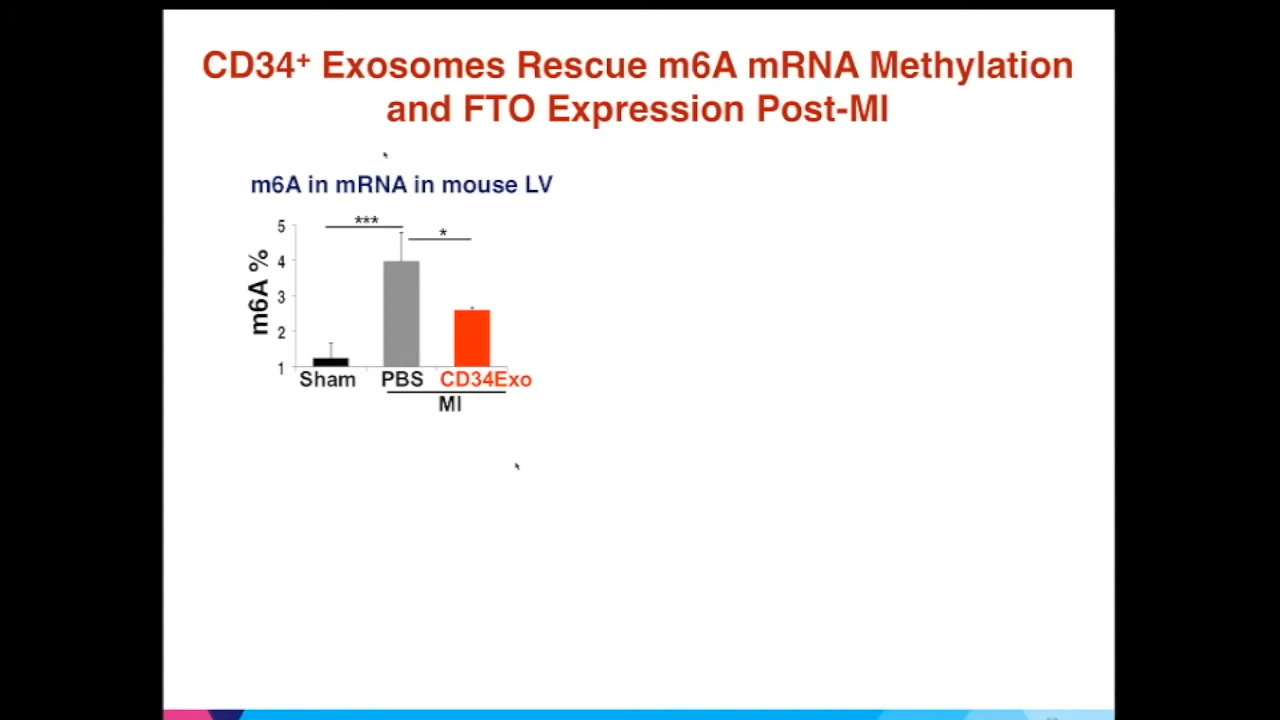 CD34⁺ Exosomes Rescue m6A mRNA Methylation
and FTO Expression Post-MI
m6A in mRNA in mouse LV
***
*
5
4
3
2
1
m6A %
Sham PBS CD34Exo
MI